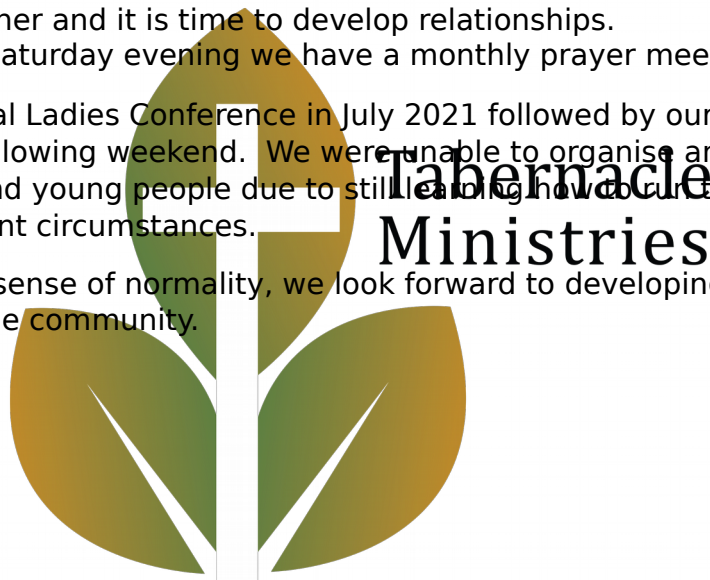 her and it is time to develop relationships.
aturday evening we have a monthly prayer mee
al Ladies Conference in July 2021 followed by our
lowing weekend.  We were unable to organise an
Tabernacle
nd young people due to still learning how to run t
nt circumstances.
Ministries
sense of normality, we look forward to developing
e community.